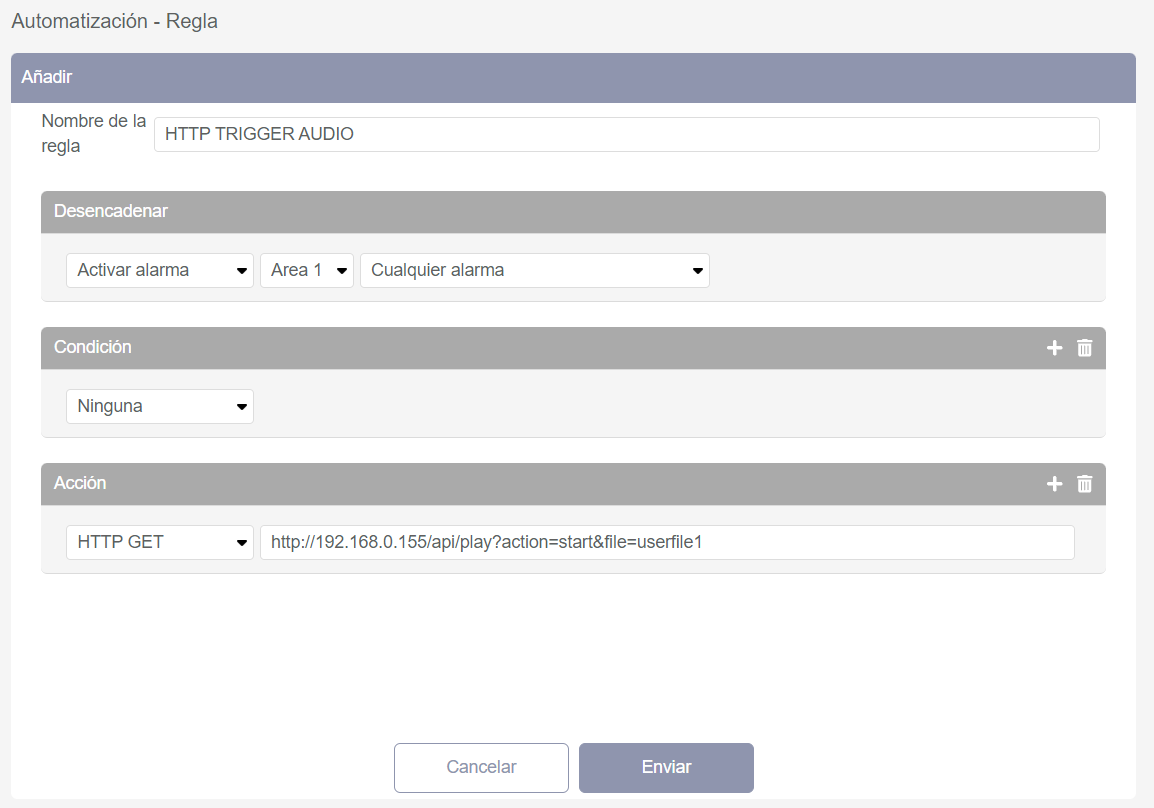 Automatización - Regla
Añadir
Nombre de la
regla
HTTP TRIGGER AUDIO
Desencadenar
Activar alarma Area 1 Cualquier alarma
Condición
Ninguna
Acción
HTTP GET http://192.168.0.155/api/play?action=start&file=userfile1
Cancelar Enviar